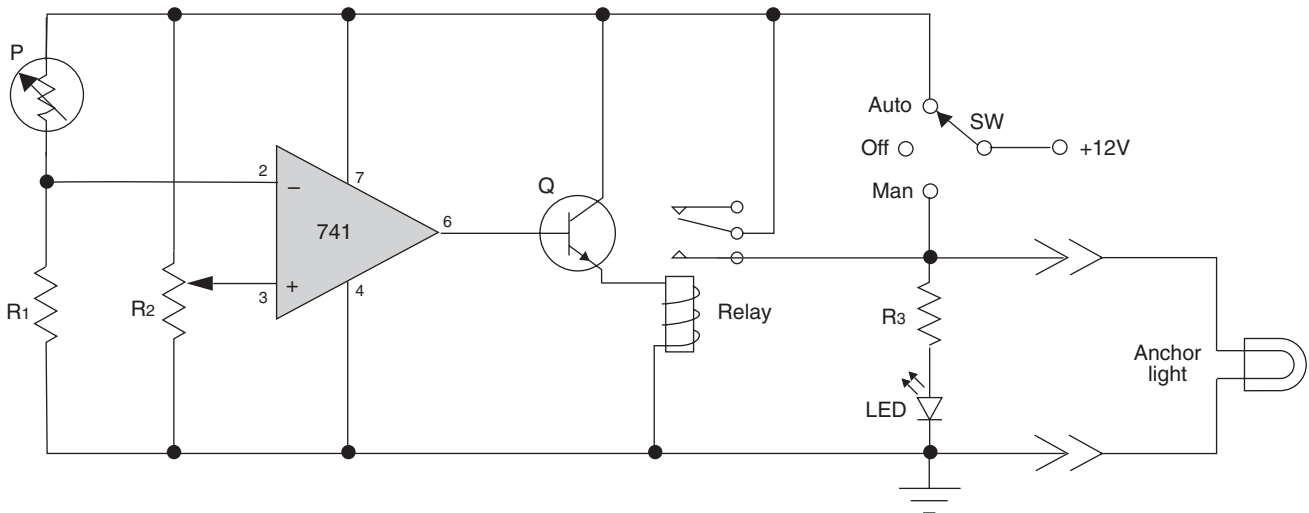 P
Auto
SW
Off
+12V
Man
2
−
7
741
Q
6
3
+
4
R1
R2
Relay
R3
Anchor
light
LED